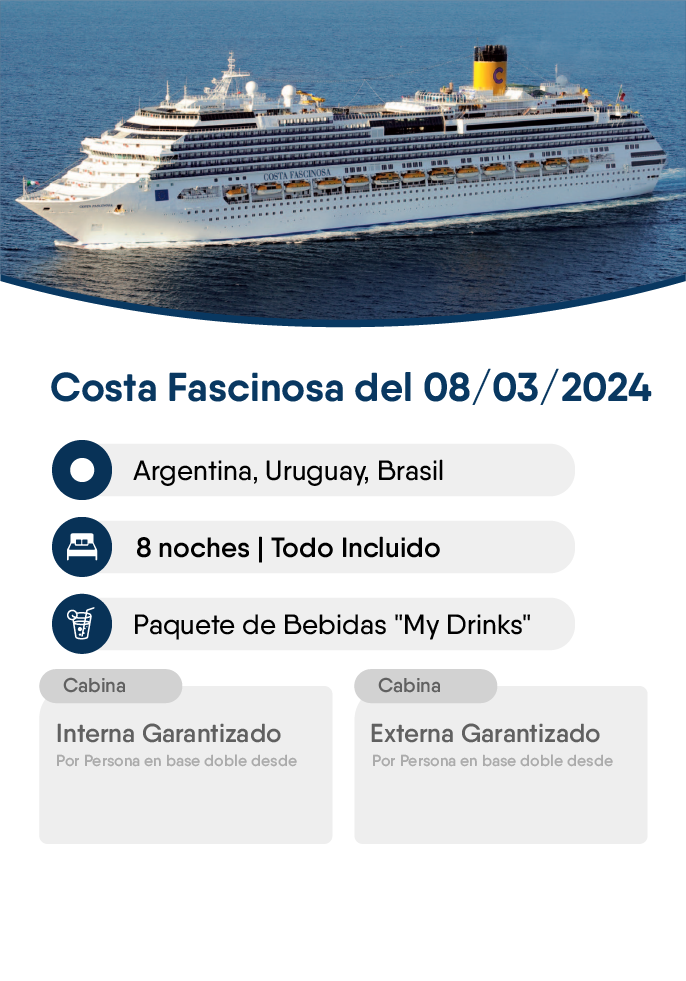 COSTA FASCINOSA
Costa Fascinosa del 08/03/2024
Argentina, Uruguay, Brasil
8 noches | Todo Incluido
Paquete de Bebidas "My Drinks"
Cabina
Interna Garantizado
Por Persona en base doble desde
Cabina
Externa Garantizado
Por Persona en base doble desde